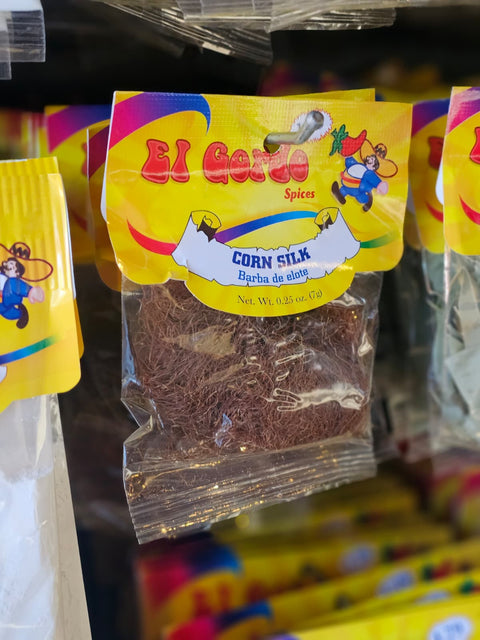 El Gordo
Spices
CORN SILK
Barba de elote
Net. Wt. 0.25 oz. (7g)